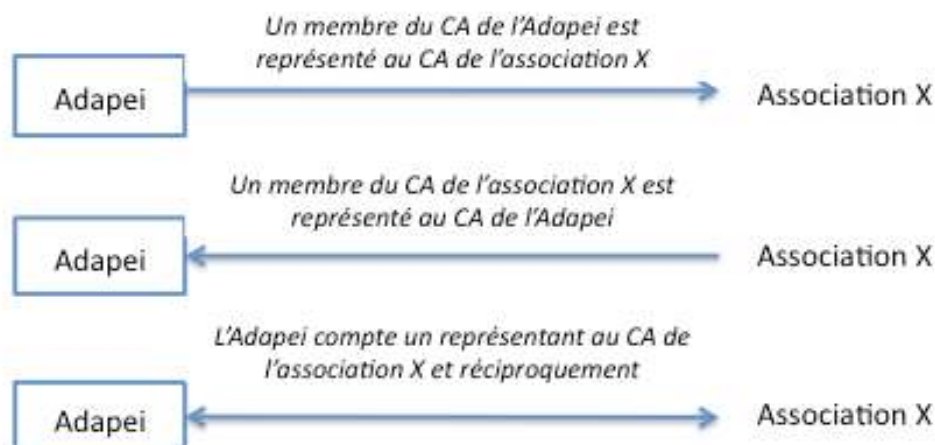 Un membre du CA de l'Adapei est
représenté au CA de l'association X
Adapei
Association X
Un membre du CA de l'association X est
représenté au CA de l'Adapei
Adapei
Association X
L'Adapei compte un représentant au CA de
l'association X et réciproquement
Adapei
Association X